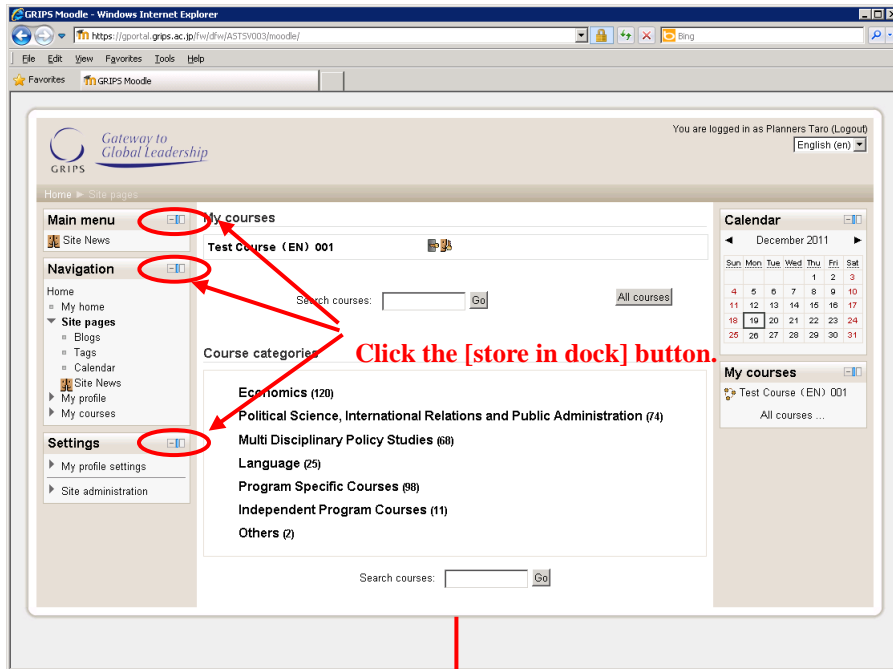 GRIPS Moodle - Windows Internet Explorer
https://gportal.grips.ac.jp/fw/dfw/ASTSV003/moodle/
Bing
File Edit View Favorites Tools Help
Favorites GRIPS Moodle
You are logged in as Planners Taro (Logout)
English (en)
Gateway to
Global Leadership
GRIPS
Home ► Site pages
Main menu
Site News
Navigation
Home
My home
Site pages
Blogs
Tags
Calendar
Site News
My profile
My courses
Settings
My profile settings
Site administration
My courses
Test Course (EN) 001
Search courses: Go All courses
Click the [store in dock] button.
Course categories
Economics (120)
Political Science, International Relations and Public Administration (74)
Multi Disciplinary Policy Studies (68)
Language (25)
Program Specific Courses (98)
Independent Program Courses (11)
Others (2)
Search courses: Go
Calendar
◄ December 2011 ►
Sun Mon Tue Wed Thu Fri Sat
1 2 3
4 5 6 7 8 9 10
11 12 13 14 15 16 17
18 19 20 21 22 23 24
25 26 27 28 29 30 31
My courses
Test Course (EN) 001
All courses ...